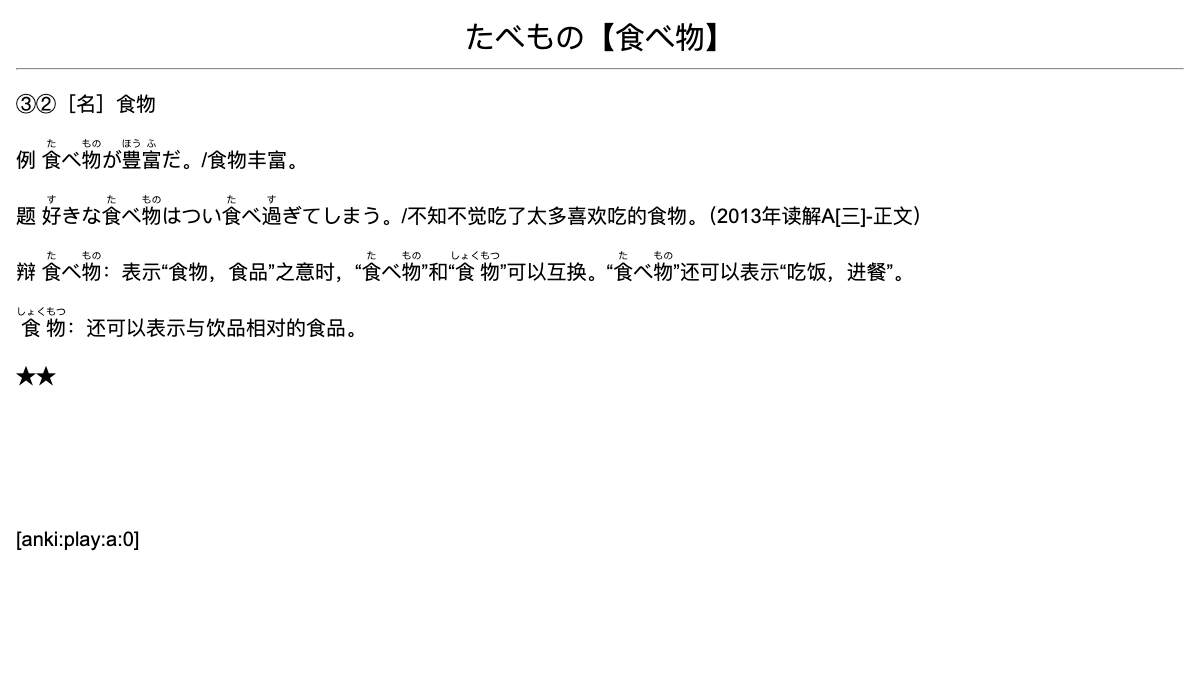 たべもの【食べ物】
③②［名］食物
例 食べ物が豊富だ。/食物丰富。
题 好きな食べ物はつい食べ過ぎてしまう。/不知不觉吃了太多喜欢吃的食物。（2013年读解A[三]-正文）
辩 食べ物：表示“食物，食品”之意时，“食べ物”和“食物”可以互换。“食べ物”还可以表示“吃饭，进餐”。
食物：还可以表示与饮品相对的食品。
★★
[anki:play:a:0]